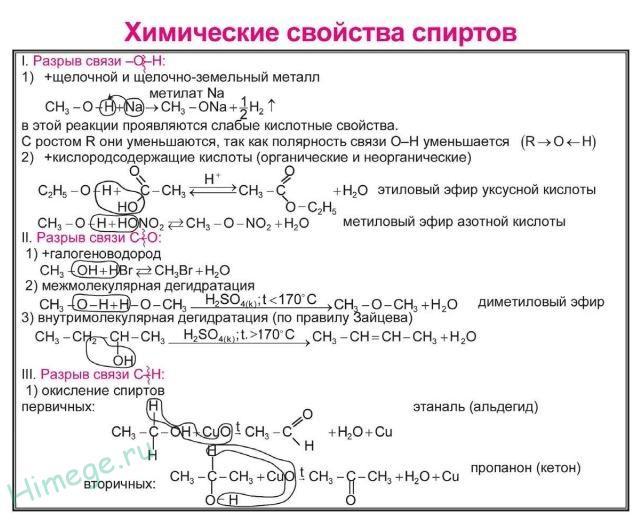 Химические свойства спиртов
I. Разрыв связи –O–H:
1) +щелочной и щелочно-земельный металл
метилат Na
CH₃ – O – H + Na → CH₃ – ONa + 1/2 H₂ ↑
в этой реакции проявляются слабые кислотные свойства.
С ростом R они уменьшаются, так как полярность связи O–H уменьшается (R → O ← H)
2) +кислородсодержащие кислоты (органические и неорганические)
O O
C₂H₅ – O – H + C – CH₃ H⁺ ⇄ CH₃ – C + H₂O этиловый эфир уксусной кислоты
HO O – C₂H₅
CH₃ – O – H + HONO₂ ⇄ CH₃ – O – NO₂ + H₂O метиловый эфир азотной кислоты
II. Разрыв связи C–O:
1) +галогеноводород
CH₃ – OH + HBr ⇄ CH₃Br + H₂O
2) межмолекулярная дегидратация
CH₃ – O – H + H – O – CH₃ H₂SO₄₍ₖ₎; t < 170°C → CH₃ – O – CH₃ + H₂O диметиловый эфир
3) внутримолекулярная дегидратация (по правилу Зайцева)
CH₃ – CH₂ – CH – CH₃ H₂SO₄₍ₖ₎; t. > 170°C → CH₃ – CH = CH – CH₃ + H₂O
OH
III. Разрыв связи C–H:
1) окисление спиртов
первичных: H O этаналь (альдегид)
CH₃ – C – OH + CuO t → CH₃ – C + H₂O + Cu
H H
H
CH₃ – C – CH₃ + CuO t → CH₃ – C – CH₃ + H₂O + Cu пропанон (кетон)
вторичных: O – H O
Himege.ru